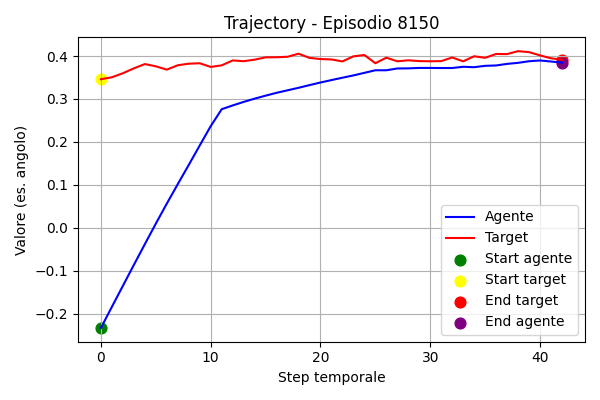 Trajectory - Episodio 8150
Valore (es. angolo)
0.4
0.3
0.2
0.1
0.0
−0.1
−0.2
0
10
20
30
40
Step temporale
Agente
Target
Start agente
Start target
End target
End agente